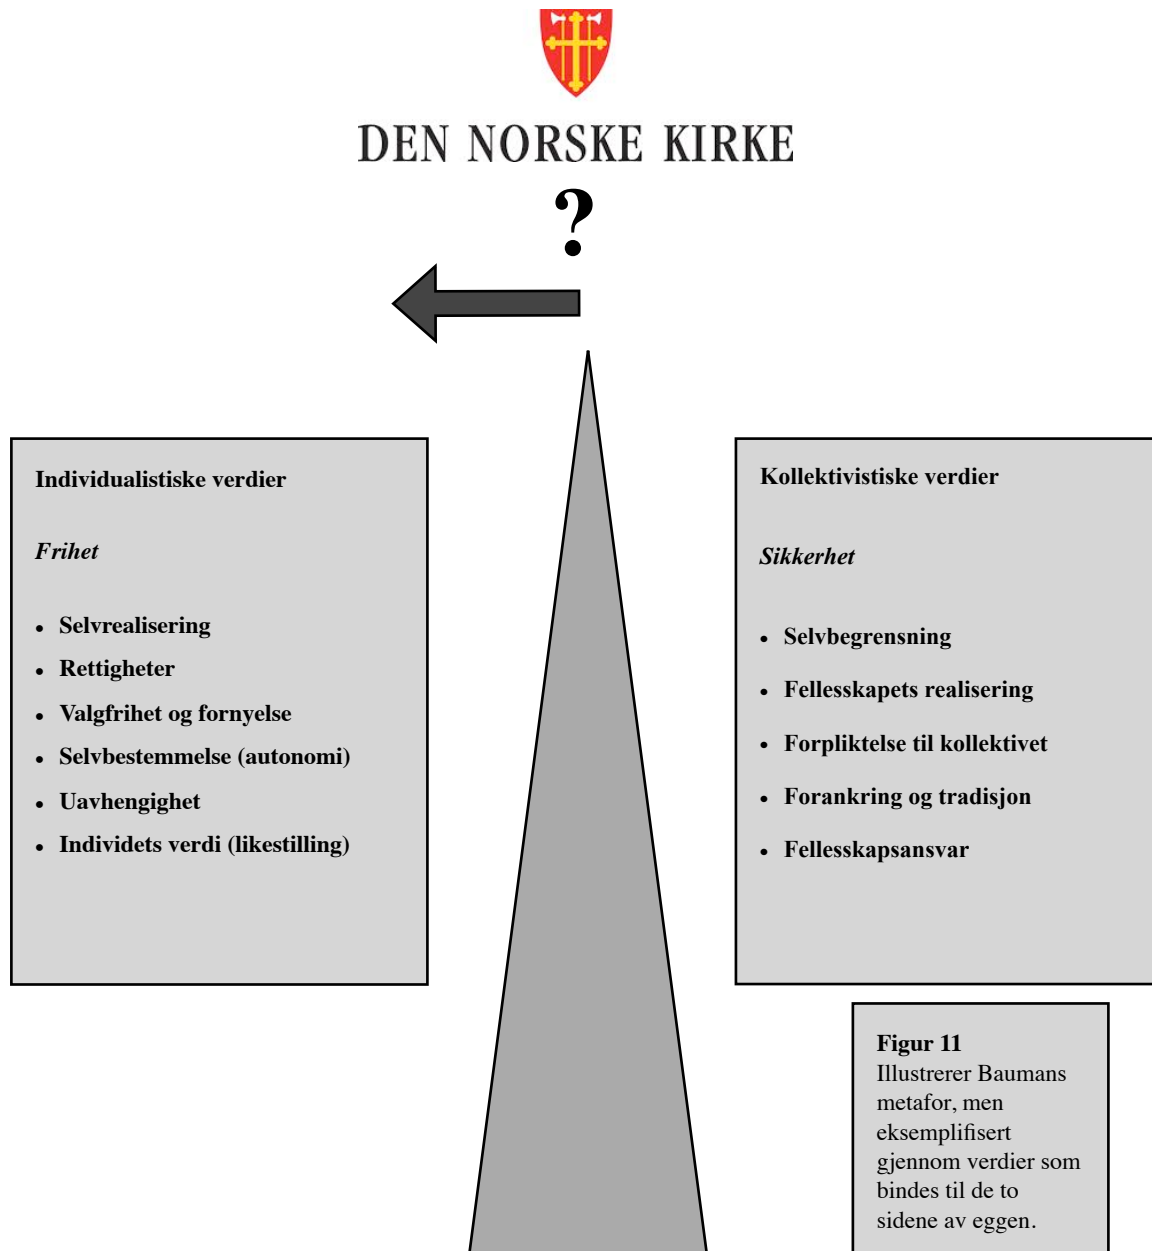 DEN NORSKE KIRKE
?
Individualistiske verdier
Frihet
• Selvrealisering
• Rettigheter
• Valgfrihet og fornyelse
• Selvbestemmelse (autonomi)
• Uavhengighet
• Individets verdi (likestilling)
Kollektivistiske verdier
Sikkerhet
• Selvbegrensning
• Fellesskapets realisering
• Forpliktelse til kollektivet
• Forankring og tradisjon
• Fellesskapsansvar
Figur 11
Illustrerer Baumans
metafor, men
eksemplifisert
gjennom verdier som
bindes til de to
sidene av eggen.